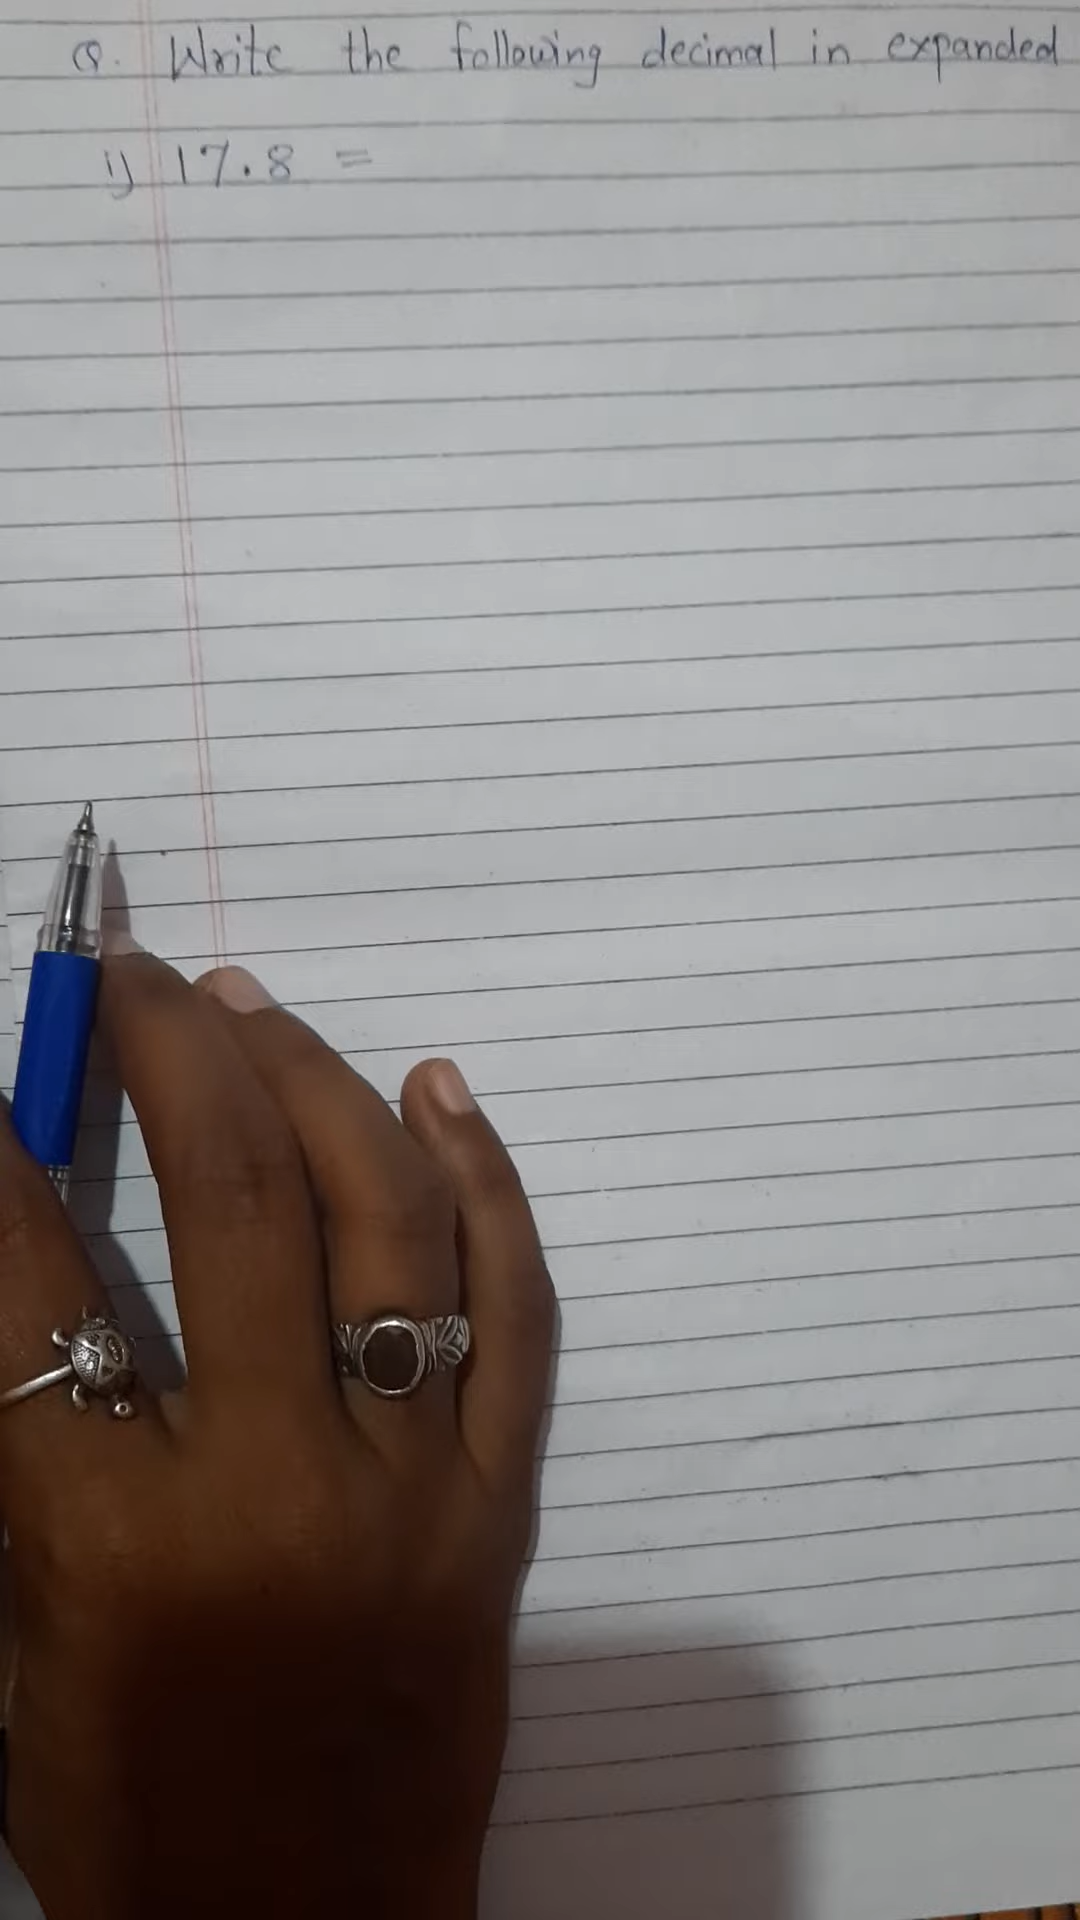 Q. Write the following decimal in expanded
i) 17.8 =